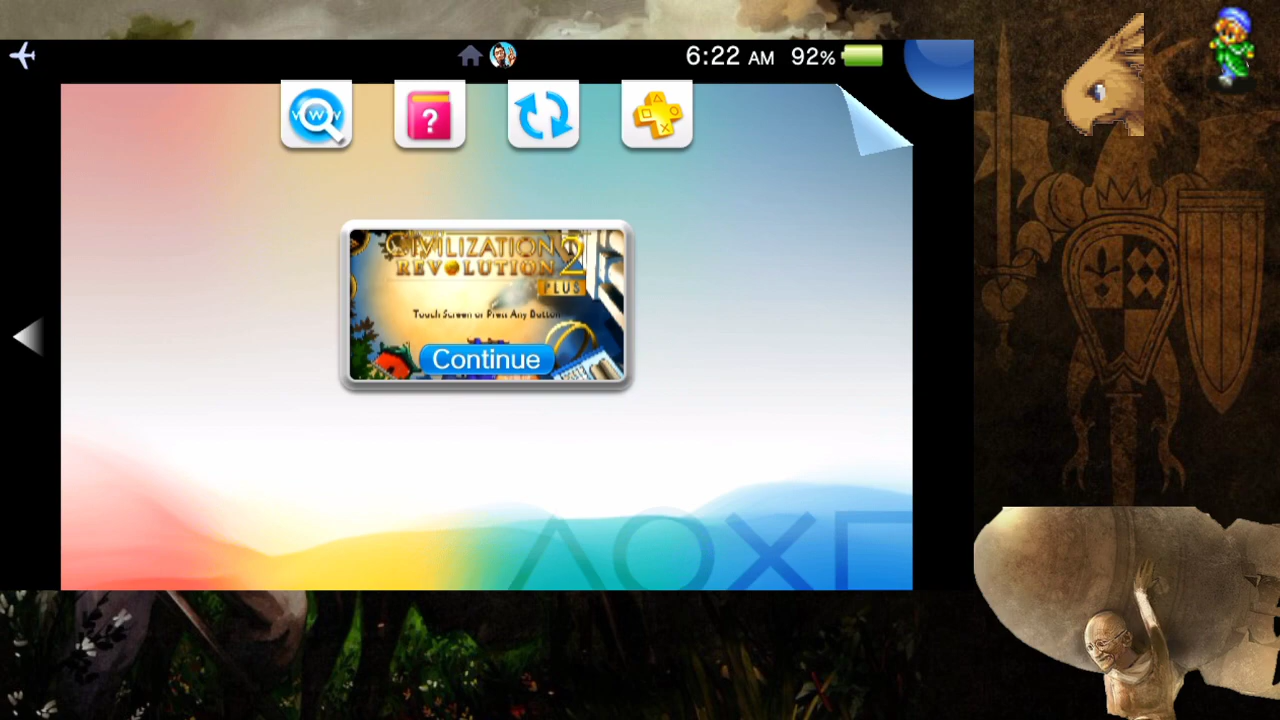 6:22 AM 92%
W
?
CIVILIZATION
REVOLUTION 2
PLUS
Touch Screen or Press Any Button
Continue